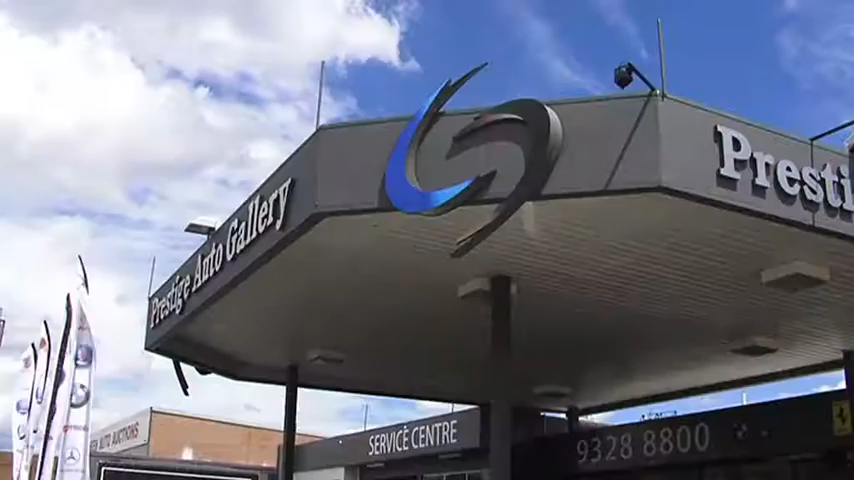 Prestige Auto Gallery
Presti
AUTO AUCTIONS
SERVICE CENTRE
9328 8800